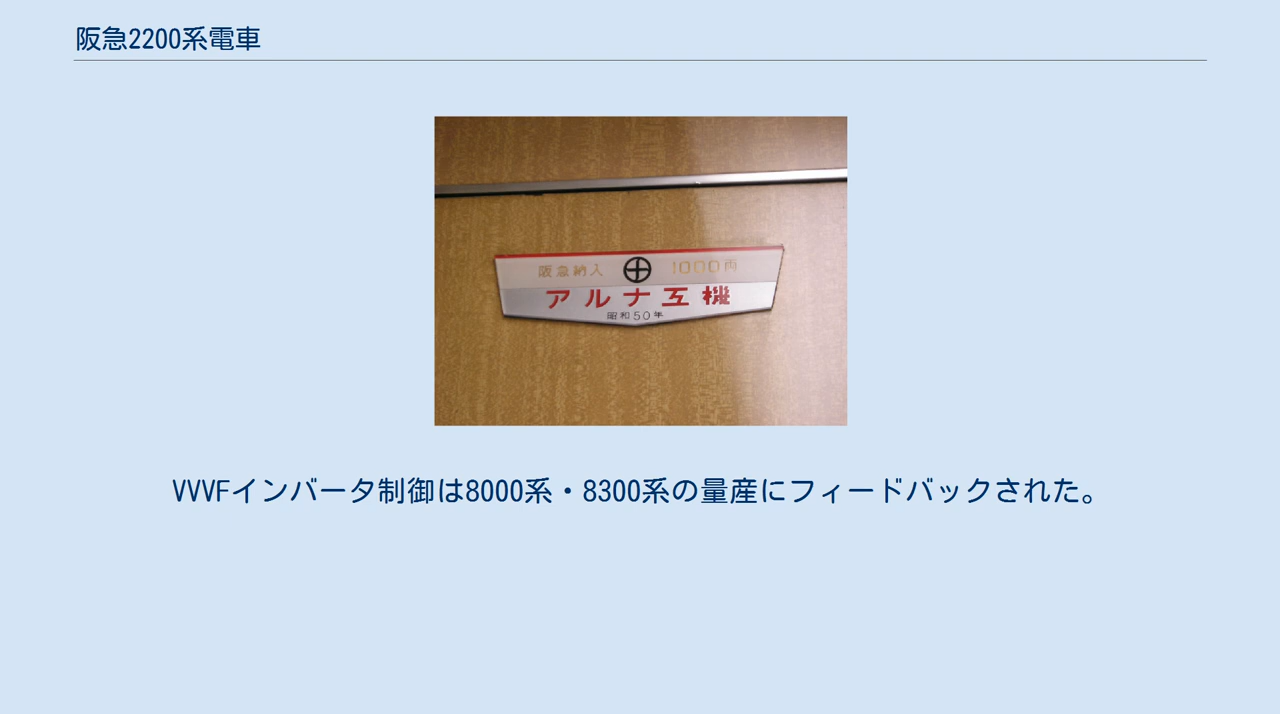 阪急2200系電車
阪急納入 1000両
アルナ工機
昭和50年
VVVFインバータ制御は8000系・8300系の量産にフィードバックされた。